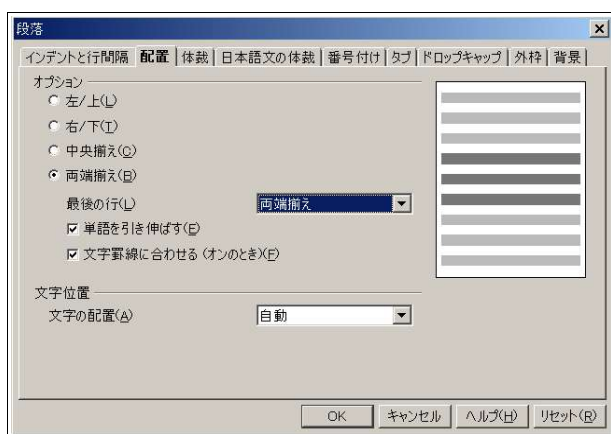 段落
インデントと行間隔 配置 体裁 日本語文の体裁 番号付け タブ ドロップキャップ 外枠 背景
オプション
左/上(L)
右/下(T)
中央揃え(C)
両端揃え(B)
最後の行(L) 両端揃え
単語を引き伸ばす(E)
文字罫線に合わせる (オンのとき)(F)
文字位置
文字の配置(A) 自動
OK キャンセル ヘルプ(H) リセット(R)